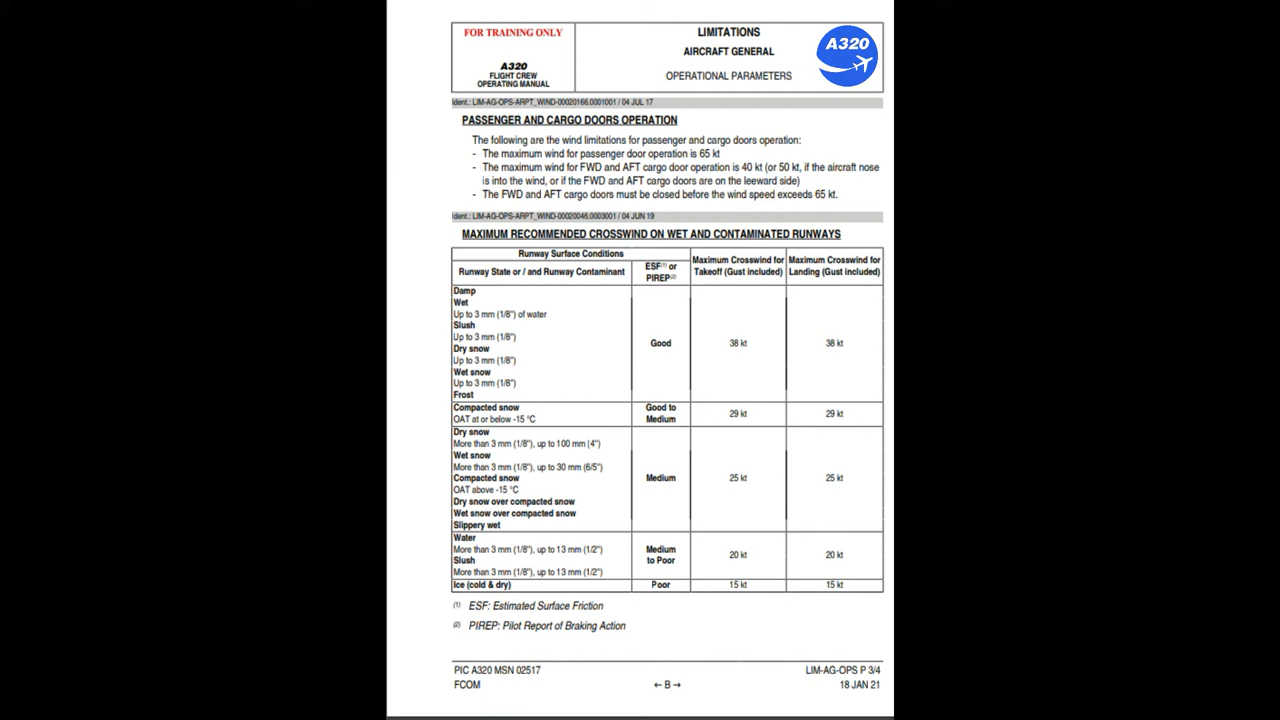 FOR TRAINING ONLY
A320
FLIGHT CREW
OPERATING MANUAL
LIMITATIONS
AIRCRAFT GENERAL
OPERATIONAL PARAMETERS
A320
Ident.: LIM-AG-OPS-ARPT_WIND-00020166.0001001 / 04 JUL 17
PASSENGER AND CARGO DOORS OPERATION
The following are the wind limitations for passenger and cargo doors operation:
- The maximum wind for passenger door operation is 65 kt
- The maximum wind for FWD and AFT cargo door operation is 40 kt (or 50 kt, if the aircraft nose
is into the wind, or if the FWD and AFT cargo doors are on the leeward side)
- The FWD and AFT cargo doors must be closed before the wind speed exceeds 65 kt.
Ident.: LIM-AG-OPS-ARPT_WIND-00020046.0003001 / 04 JUN 19
MAXIMUM RECOMMENDED CROSSWIND ON WET AND CONTAMINATED RUNWAYS
Runway Surface Conditions
Runway State or / and Runway Contaminant
ESF(1) or
PIREP(2)
Maximum Crosswind for
Takeoff (Gust included)
Maximum Crosswind for
Landing (Gust included)
Damp
Wet
Up to 3 mm (1/8") of water
Slush
Up to 3 mm (1/8")
Dry snow
Up to 3 mm (1/8")
Wet snow
Up to 3 mm (1/8")
Frost
Good
38 kt
38 kt
Compacted snow
OAT at or below -15 °C
Good to
Medium
29 kt
29 kt
Dry snow
More than 3 mm (1/8"), up to 100 mm (4")
Wet snow
More than 3 mm (1/8"), up to 30 mm (6/5")
Compacted snow
OAT above -15 °C
Dry snow over compacted snow
Wet snow over compacted snow
Slippery wet
Medium
25 kt
25 kt
Water
More than 3 mm (1/8"), up to 13 mm (1/2")
Slush
More than 3 mm (1/8"), up to 13 mm (1/2")
Medium
to Poor
20 kt
20 kt
Ice (cold & dry)
Poor
15 kt
15 kt
(1) ESF: Estimated Surface Friction
(2) PIREP: Pilot Report of Braking Action
PIC A320 MSN 02517
FCOM
← B →
LIM-AG-OPS P 3/4
18 JAN 21